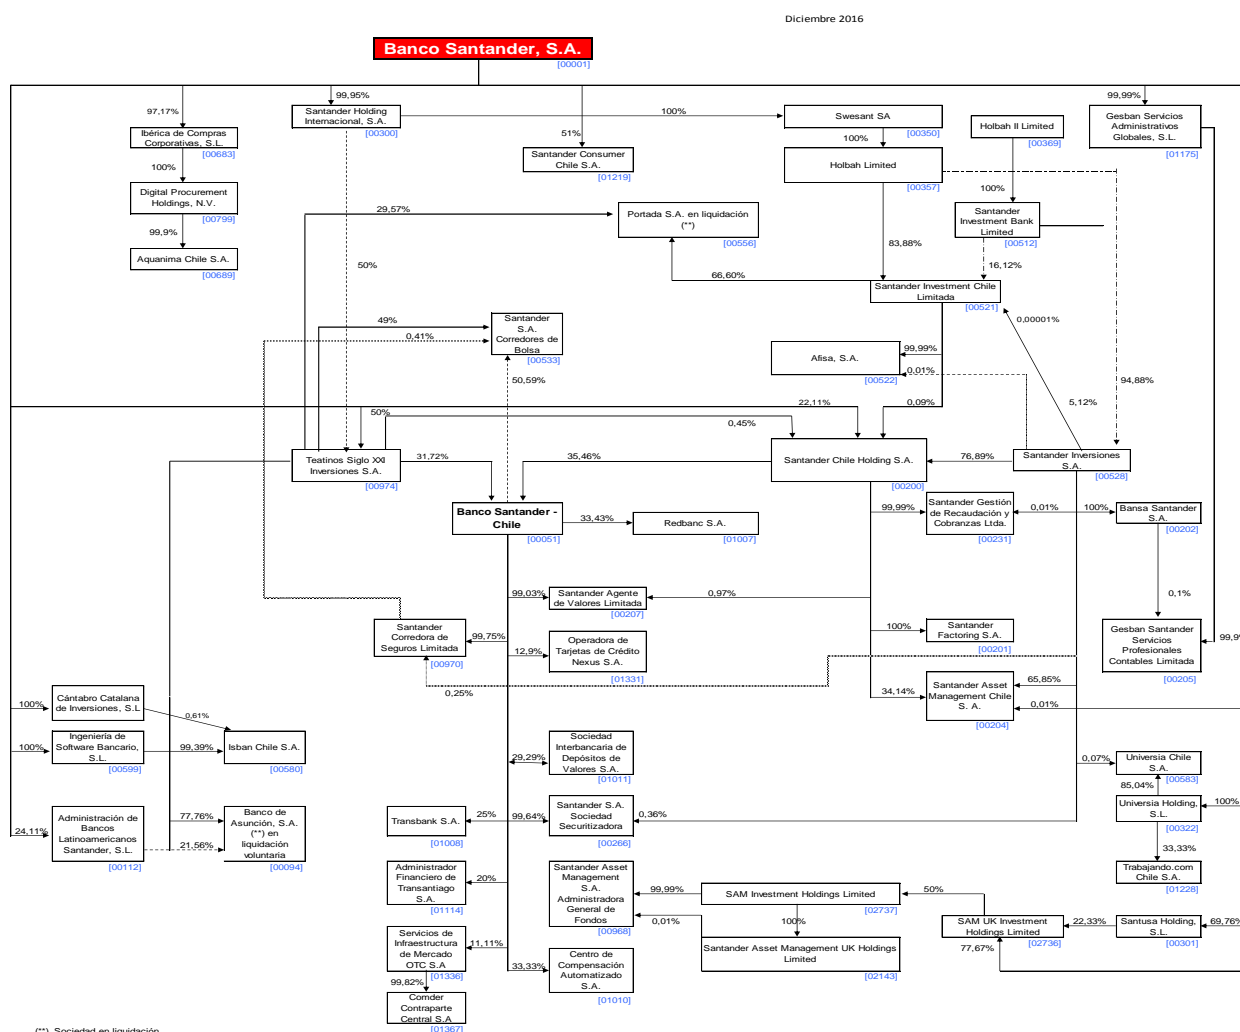 Diciembre 2016
Banco Santander, S.A.
[00001]
97,17%
99,95%
51%
100%
99,99%
Ibérica de Compras
Corporativas, S.L.
[00683]
Santander Holding
Internacional, S.A.
[00300]
Santander Consumer
Chile S.A.
[01219]
Swesant SA
[00350]
100%
Holbah II Limited
[00369]
Gesban Servicios
Administrativos
Globales, S.L.
[01175]
100%
Holbah Limited
[00357]
Digital Procurement
Holdings, N.V.
[00799]
99,9%
Aquanima Chile S.A.
[00689]
29,57%
Portada S.A. en liquidación
(**)
[00556]
100%
Santander
Investment Bank
Limited
[00512]
83,88%
16,12%
50%
66,60%
Santander Investment Chile
Limitada
[00521]
49%
0,41%
Santander
S.A.
Corredores de
Bolsa
[00533]
0,00001%
Afisa, S.A.
[00522]
99,99%
0,01%
50,59%
94,88%
22,11%
0,09%
5,12%
50%
0,45%
Teatinos Siglo XXI
Inversiones S.A.
[00974]
31,72%
35,46%
Santander Chile Holding S.A.
[00200]
76,89%
Santander Inversiones
S.A.
[00528]
Banco Santander -
Chile
[00051]
33,43%
Redbanc S.A.
[01007]
99,99%
Santander Gestión
de Recaudación y
Cobranzas Ltda.
[00231]
0,01%
100%
Bansa Santander
S.A.
[00202]
99,03%
Santander Agente
de Valores Limitada
[00207]
0,97%
0,1%
Santander
Corredora de
Seguros Limitada
[00970]
99,75%
12,9%
Operadora de
Tarjetas de Crédito
Nexus S.A.
[01331]
100%
Santander
Factoring S.A.
[00201]
Gesban Santander
Servicios
Profesionales
Contables Limitada
[00205]
99,9
0,25%
34,14%
Santander Asset
Management Chile
S. A.
[00204]
65,85%
0,01%
100%
Cántabro Catalana
de Inversiones, S.L
0,61%
100%
Ingeniería de
Software Bancario,
S.L.
[00599]
99,39%
Isban Chile S.A.
[00580]
29,29%
Sociedad
Interbancaria de
Depósitos de
Valores S.A.
[01011]
0,07%
Universia Chile
S.A.
[00583]
85,04%
24,11%
Administración de
Bancos
Latinoamericanos
Santander, S.L.
[00112]
77,76%
21,56%
Banco de
Asunción, S.A.
(**) en
liquidación
voluntaria
[00094]
Transbank S.A.
[01008]
25%
99,64%
Santander S.A.
Sociedad
Securitizadora
[00266]
0,36%
Universia Holding,
S.L.
[00322]
100%
33,33%
Trabajando.com
Chile S.A.
[01228]
Administrador
Financiero de
Transantiago
S.A.
[01114]
20%
Santander Asset
Management
S.A.
Administradora
General de
Fondos
[00968]
99,99%
0,01%
SAM Investment Holdings Limited
[02737]
100%
50%
Santander Asset Management UK Holdings
Limited
[02143]
SAM UK Investment
Holdings Limited
[02736]
22,33%
77,67%
Santusa Holding,
S.L.
[00301]
69,76%
Servicios de
Infraestructura
de Mercado
OTC S.A
[01336]
11,11%
33,33%
Centro de
Compensación
Automatizado
S.A.
[01010]
99,82%
Comder
Contraparte
Central S.A
[01367]
(**) Sociedad en liquidación